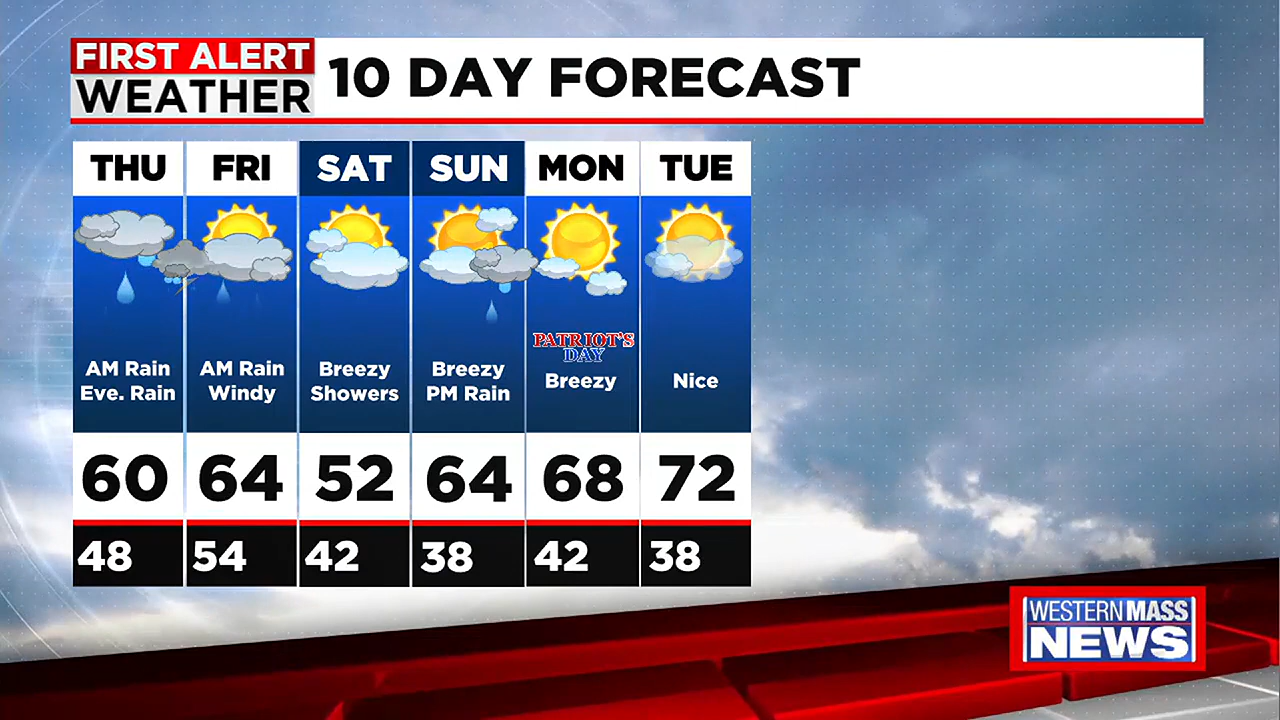 FIRST ALERT
WEATHER
10 DAY FORECAST
THU FRI SAT SUN MON TUE
PATRIOT'S
DAY
AM Rain
Eve. Rain
AM Rain
Windy
Breezy
Showers
Breezy
PM Rain
Breezy
Nice
60 64 52 64 68 72
48 54 42 38 42 38
WESTERN MASS
NEWS